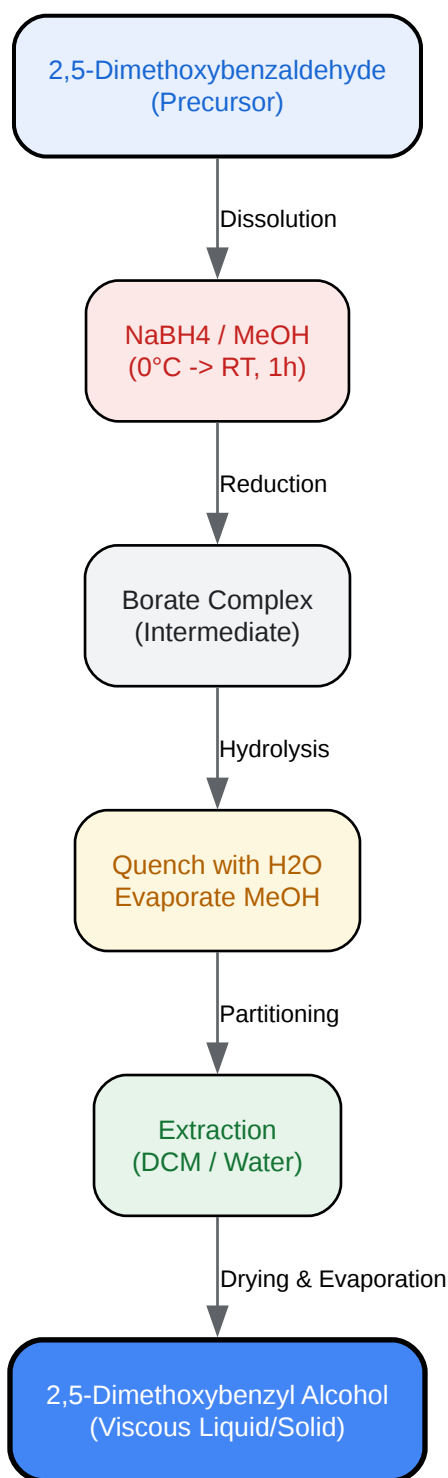 2,5-Dimethoxybenzaldehyde
(Precursor)
Dissolution
NaBH4 / MeOH
(0°C -> RT, 1h)
Reduction
Borate Complex
(Intermediate)
Hydrolysis
Quench with H2O
Evaporate MeOH
Partitioning
Extraction
(DCM / Water)
Drying & Evaporation
2,5-Dimethoxybenzyl Alcohol
(Viscous Liquid/Solid)